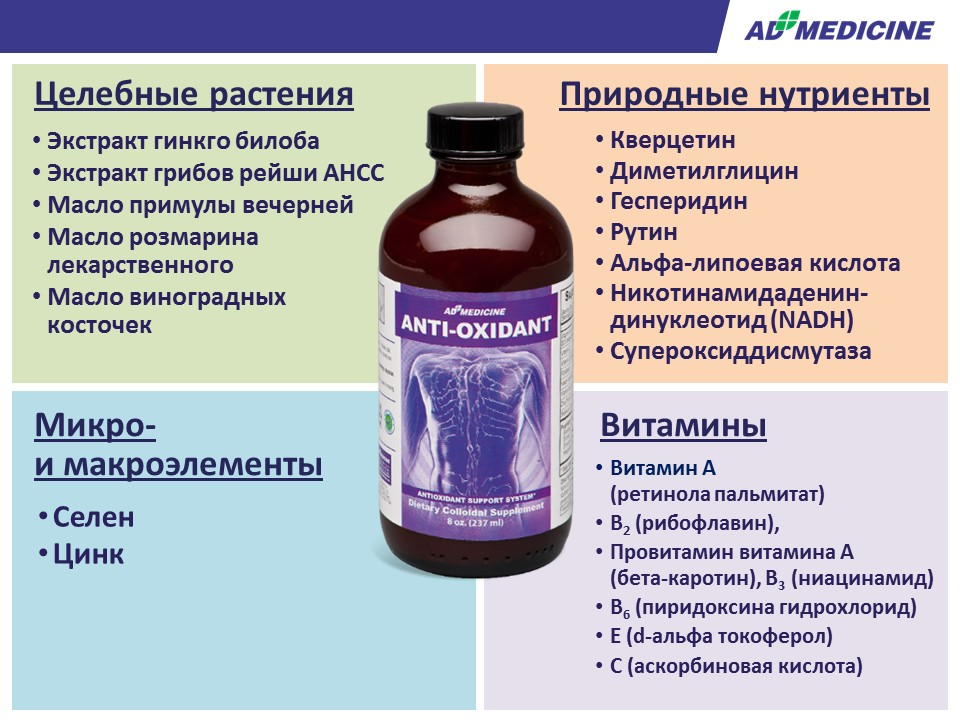 AD MEDICINE
Целебные растения
• Экстракт гинкго билоба
• Экстракт грибов рейши АНСС
• Масло примулы вечерней
• Масло розмарина
лекарственного
• Масло виноградных
косточек
Природные нутриенты
• Кверцетин
• Диметилглицин
• Гесперидин
• Рутин
• Альфа-липоевая кислота
• Никотинамидаденин-
динуклеотид (NADH)
• Супероксиддисмутаза
AD MEDICINE
ANTI-OXIDANT
ANTIOXIDANT SUPPORT SYSTEM*
Dietary Colloidal Supplement
8 oz. (237 ml)
Микро-
и макроэлементы
• Селен
• Цинк
Витамины
• Витамин А
(ретинола пальмитат)
• В₂ (рибофлавин),
• Провитамин витамина А
(бета-каротин), В₃ (ниацинамид)
• В₆ (пиридоксина гидрохлорид)
• Е (d-альфа токоферол)
• С (аскорбиновая кислота)